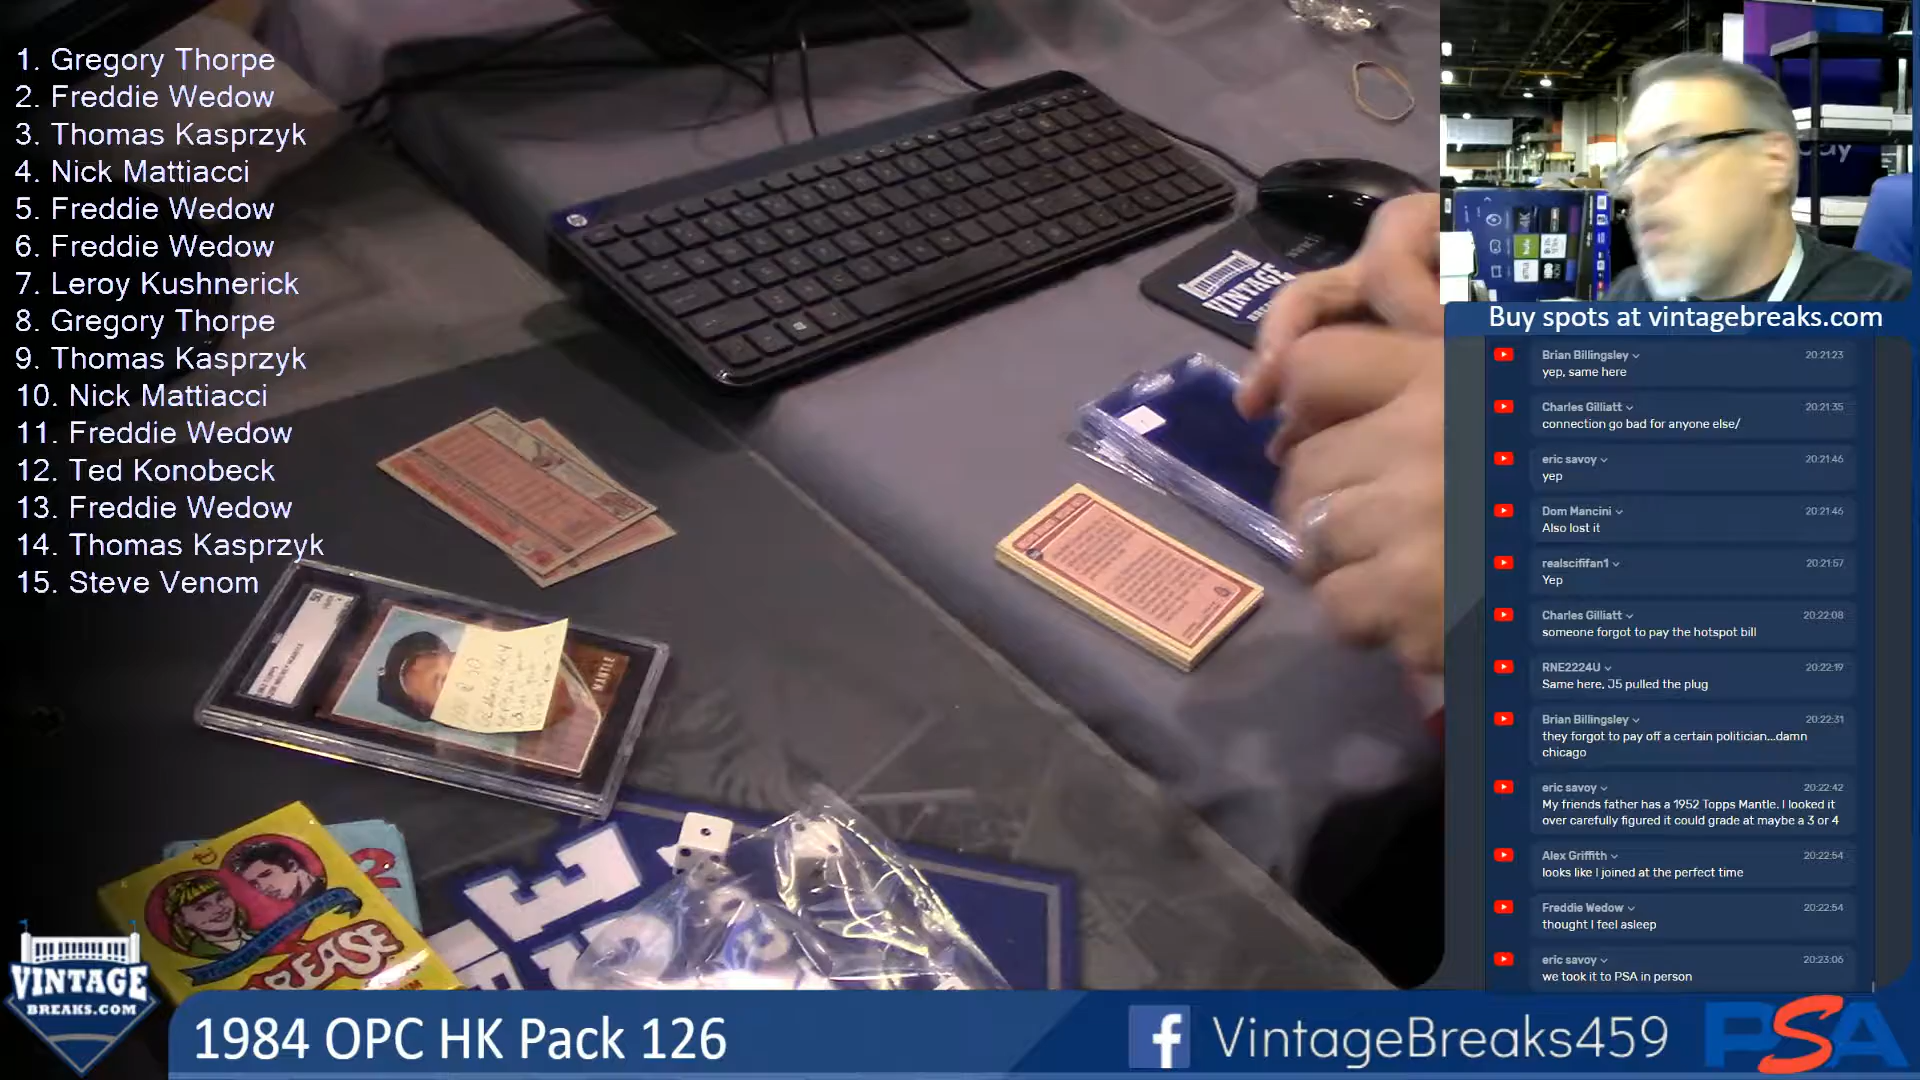 1. Gregory Thorpe
2. Freddie Wedow
3. Thomas Kasprzyk
4. Nick Mattiacci
5. Freddie Wedow
6. Freddie Wedow
7. Leroy Kushnerick
8. Gregory Thorpe
9. Thomas Kasprzyk
10. Nick Mattiacci
11. Freddie Wedow
12. Ted Konobeck
13. Freddie Wedow
14. Thomas Kasprzyk
15. Steve Venom
VINTAGE
MANTLE
GREASE
VINTAGE
BREAKS.COM
1984 OPC HK Pack 126
VintageBreaks459
PSA
Buy spots at vintagebreaks.com
Brian Billingsley 20:21:23
yep, same here
Charles Gilliatt 20:21:35
connection go bad for anyone else/
eric savoy 20:21:46
yep
Dom Mancini 20:21:46
Also lost it
realscififan1 20:21:57
Yep
Charles Gilliatt 20:22:08
someone forgot to pay the hotspot bill
RNE2224U 20:22:19
Same here, J5 pulled the plug
Brian Billingsley 20:22:31
they forgot to pay off a certain politician...damn
chicago
eric savoy 20:22:42
My friends father has a 1952 Topps Mantle. I looked it
over carefully figured it could grade at maybe a 3 or 4
Alex Griffith 20:22:54
looks like I joined at the perfect time
Freddie Wedow 20:22:54
thought I feel asleep
eric savoy 20:23:06
we took it to PSA in person